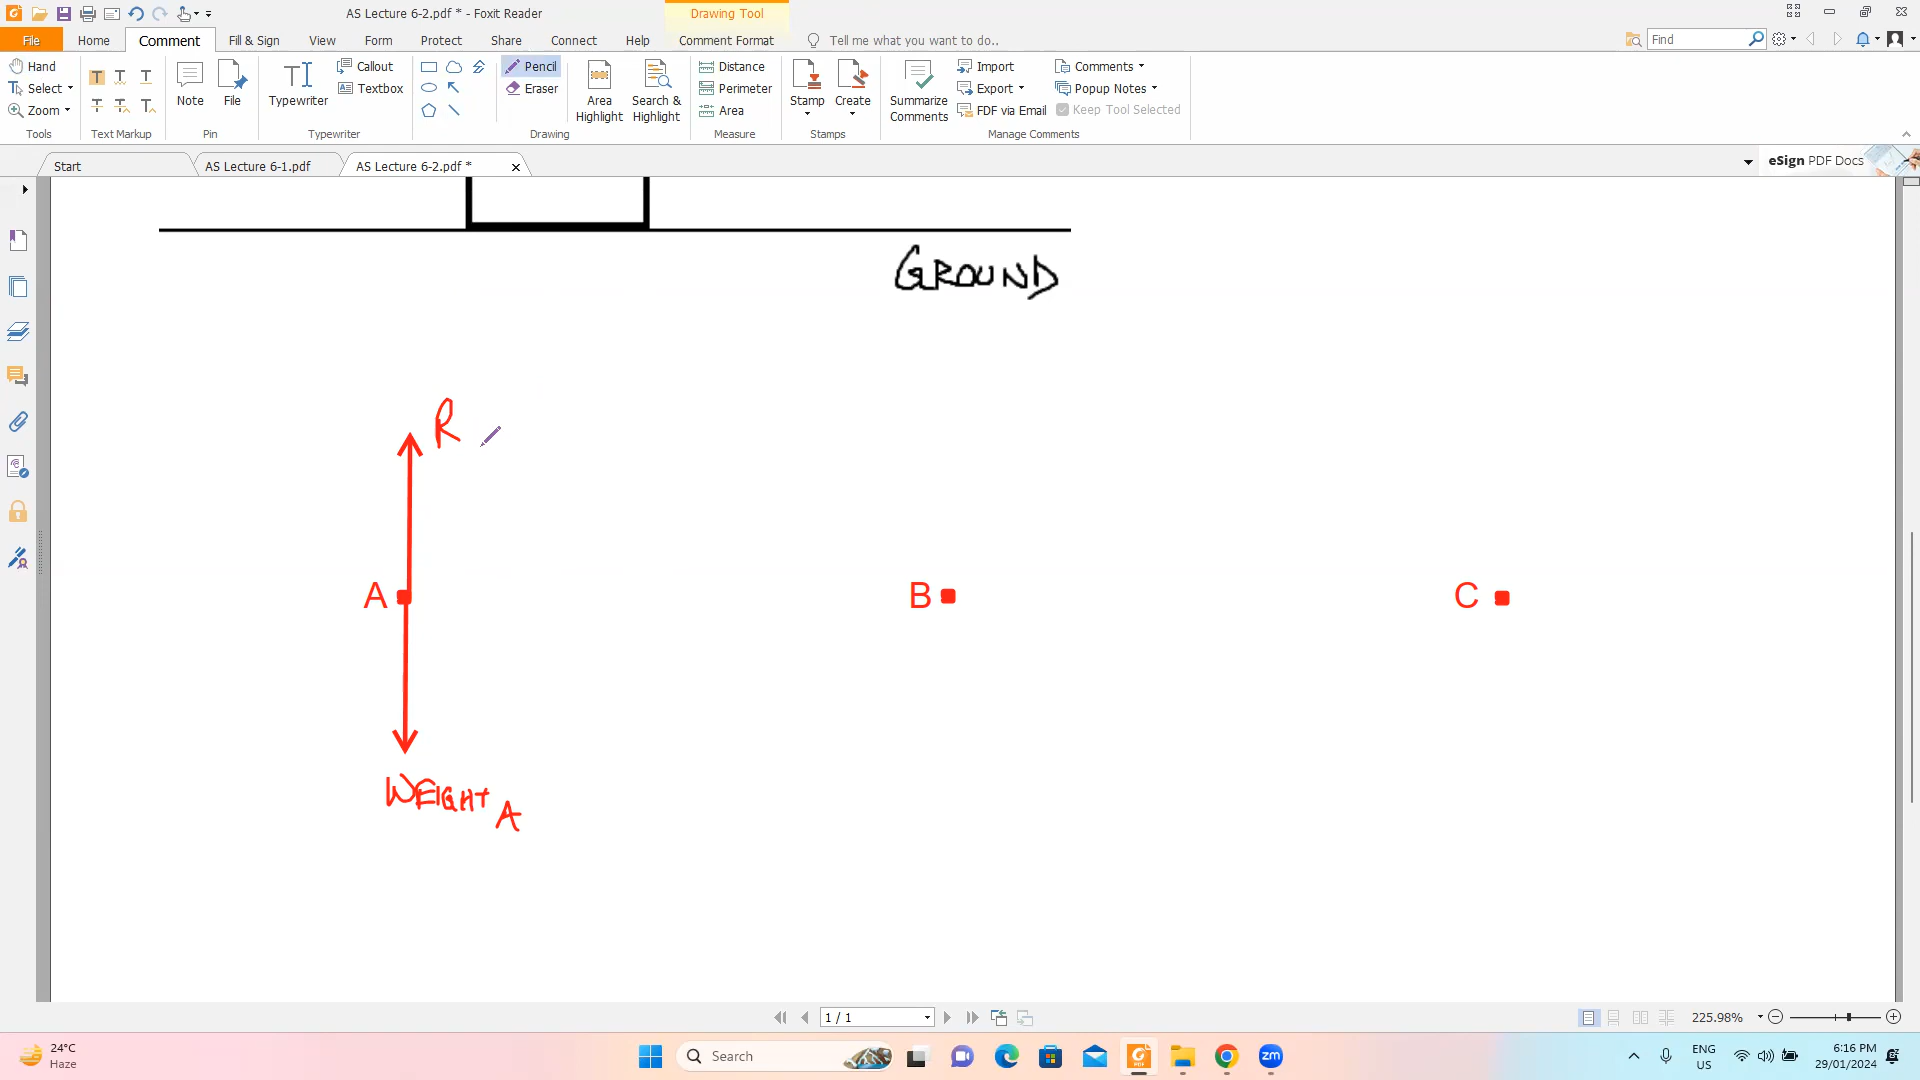 AS Lecture 6-2.pdf * - Foxit Reader
Drawing Tool
File Home Comment Fill & Sign View Form Protect Share Connect Help Comment Format Tell me what you want to do..
Find
Hand
Select
Zoom
Tools
Text Markup
Note
File
Pin
Typewriter
Callout
Textbox
Typewriter
Pencil
Eraser
Drawing
Area
Highlight
Search &
Highlight
Distance
Perimeter
Area
Measure
Stamp
Create
Stamps
Summarize
Comments
Import
Export
FDF via Email
Comments
Popup Notes
Keep Tool Selected
Manage Comments
Start
AS Lecture 6-1.pdf
AS Lecture 6-2.pdf *
eSign PDF Docs
GROUND
R
A
B
C
WEIGHT A
1 / 1
225.98%
24°C
Haze
Search
zm
ENG
US
6:16 PM
29/01/2024